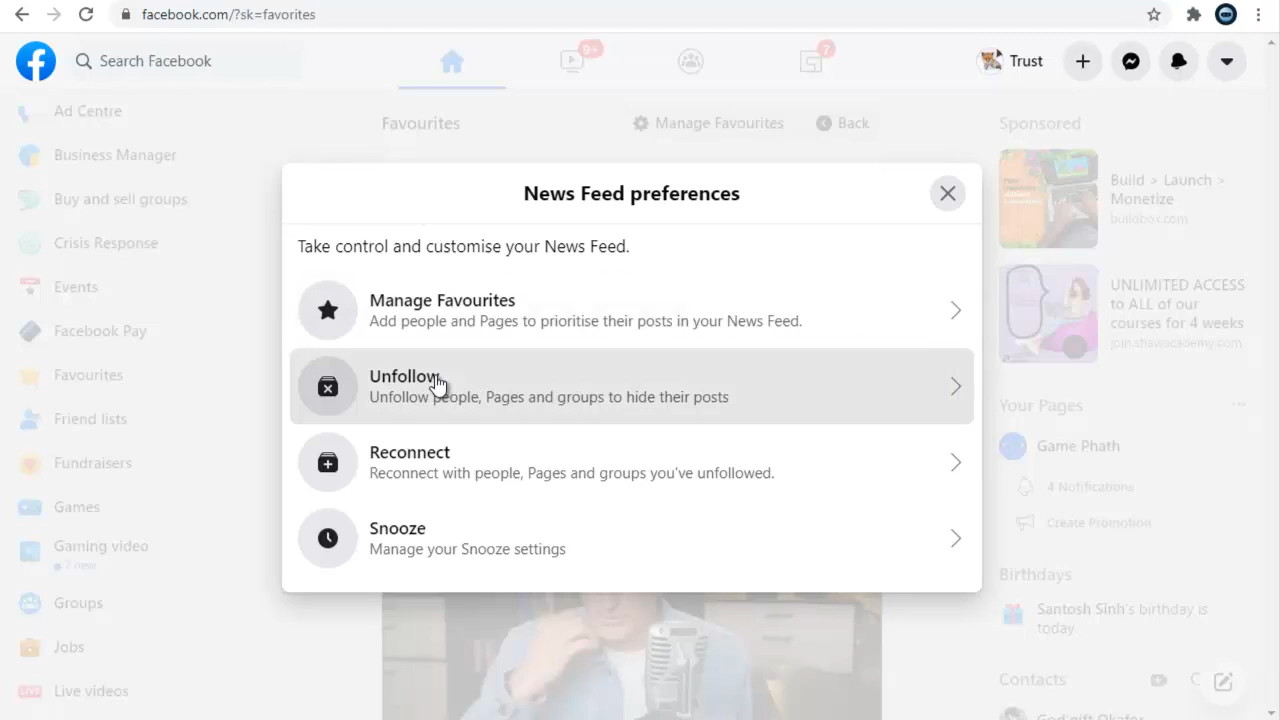 facebook.com/?sk=favorites
Search Facebook
9+
7
Trust
Ad Centre
Business Manager
Buy and sell groups
Crisis Response
Events
Facebook Pay
Favourites
Friend lists
Fundraisers
Games
Gaming video
Groups
Jobs
LIVE
Live videos
Favourites
Manage Favourites
Back
News Feed preferences
Take control and customise your News Feed.
Manage Favourites
Add people and Pages to prioritise their posts in your News Feed.
Unfollow
Unfollow people, Pages and groups to hide their posts
Reconnect
Reconnect with people, Pages and groups you've unfollowed.
Snooze
Manage your Snooze settings
Sponsored
Build > Launch >
Monetize
buildbox.com
UNLIMITED ACCESS
to ALL of our
courses for 4 weeks
join.shawacademy.com
Your Pages
Game Phath
4 Notifications
Create Promotion
Birthdays
Santosh Sinh's birthday is
today
Contacts
God'gift Okafor